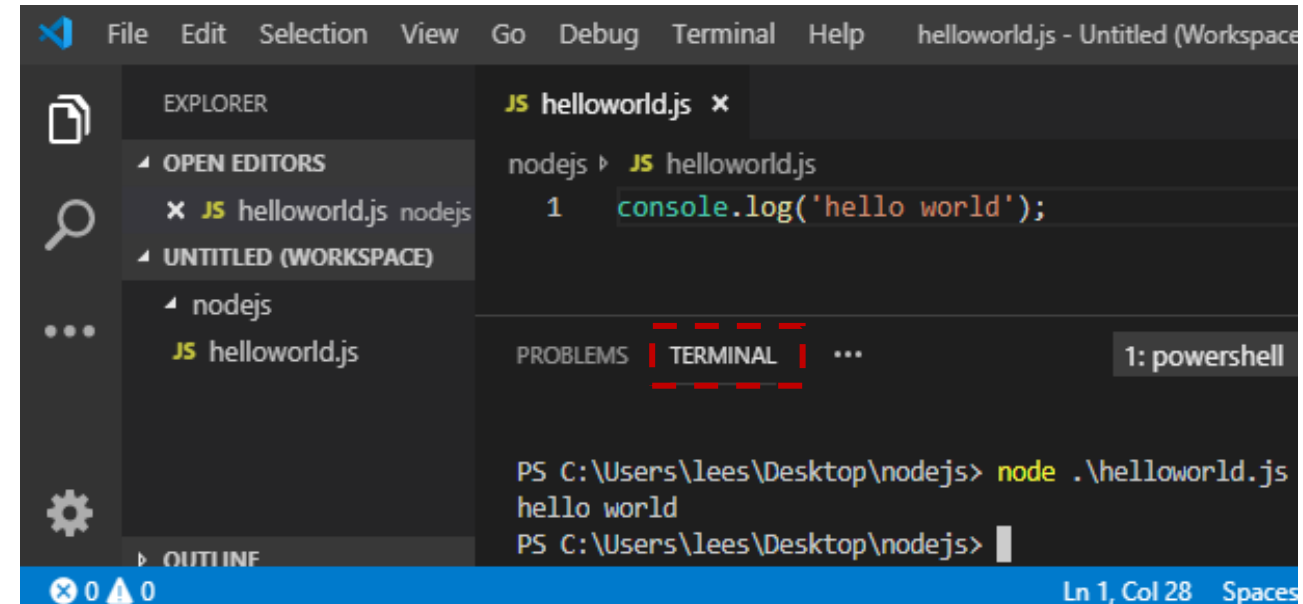 File Edit Selection View Go Debug Terminal Help helloworld.js - Untitled (Workspace
EXPLORER
OPEN EDITORS
JS helloworld.js nodejs
UNTITLED (WORKSPACE)
nodejs
JS helloworld.js
OUTLINE
JS helloworld.js
nodejs JS helloworld.js
1 console.log('hello world');
PROBLEMS TERMINAL ••• 1: powershell
PS C:\Users\lees\Desktop\nodejs> node .\helloworld.js
hello world
PS C:\Users\lees\Desktop\nodejs>
0 0 Ln 1, Col 28 Spaces